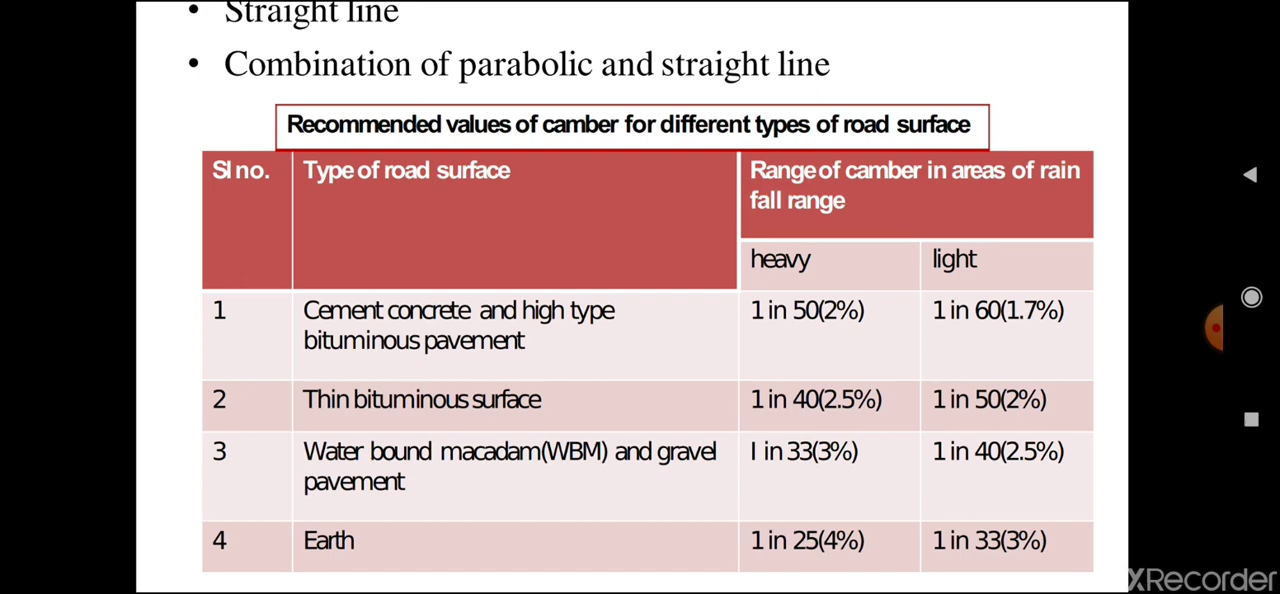 • Straight line
• Combination of parabolic and straight line
Recommended values of camber for different types of road surface
Sl no. Type of road surface Range of camber in areas of rain
fall range
heavy light
1 Cement concrete and high type 1 in 50(2%) 1 in 60(1.7%)
bituminous pavement
2 Thin bituminous surface 1 in 40(2.5%) 1 in 50(2%)
3 Water bound macadam(WBM) and gravel I in 33(3%) 1 in 40(2.5%)
pavement
4 Earth 1 in 25(4%) 1 in 33(3%)
XRecorder